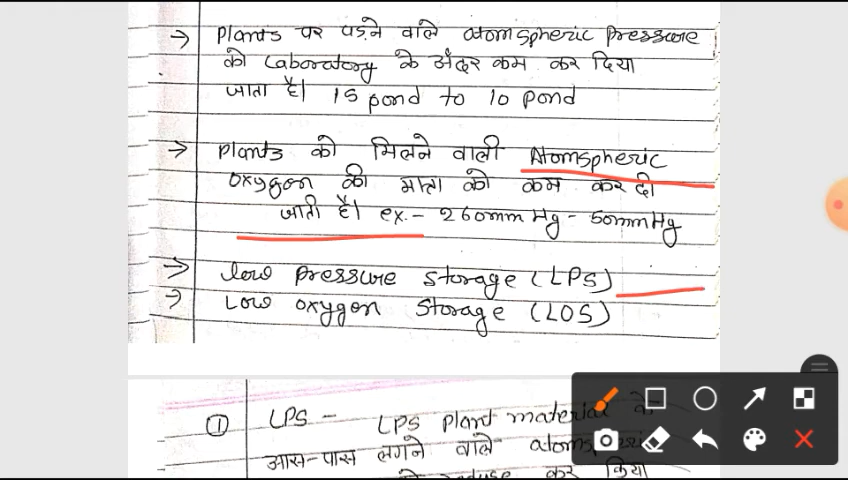 → Plants पर पड़ने वाले atomspheric Pressure
को Laboratory के अंदर कम कर दिया
जाता है। 15 pond to 10 pond
→ Plants को मिलने वाली Atomspheric
oxygen की मात्रा को कम कर दी
जाती है। ex.- 260mm Hg - 50mmHg
→ low pressure storage (LPS)
→ Low oxygen storage (LOS)
① LPS - LPS plant material के
आस-पास लगने वाले
कर किया